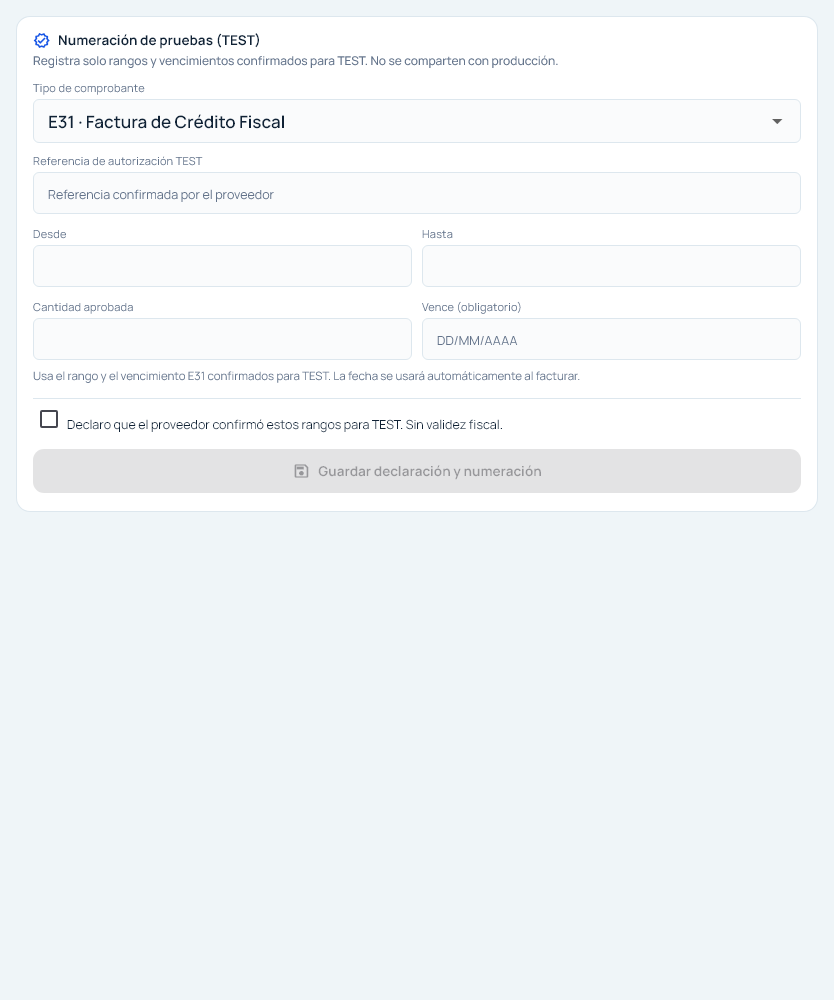 Numeración de pruebas (TEST)
Registra solo rangos y vencimientos confirmados para TEST. No se comparten con producción.
Tipo de comprobante
E31 · Factura de Crédito Fiscal
Referencia de autorización TEST
Referencia confirmada por el proveedor
Desde
Hasta
Cantidad aprobada
Vence (obligatorio)
DD/MM/AAAA
Usa el rango y el vencimiento E31 confirmados para TEST. La fecha se usará automáticamente al facturar.
Declaro que el proveedor confirmó estos rangos para TEST. Sin validez fiscal.
Guardar declaración y numeración